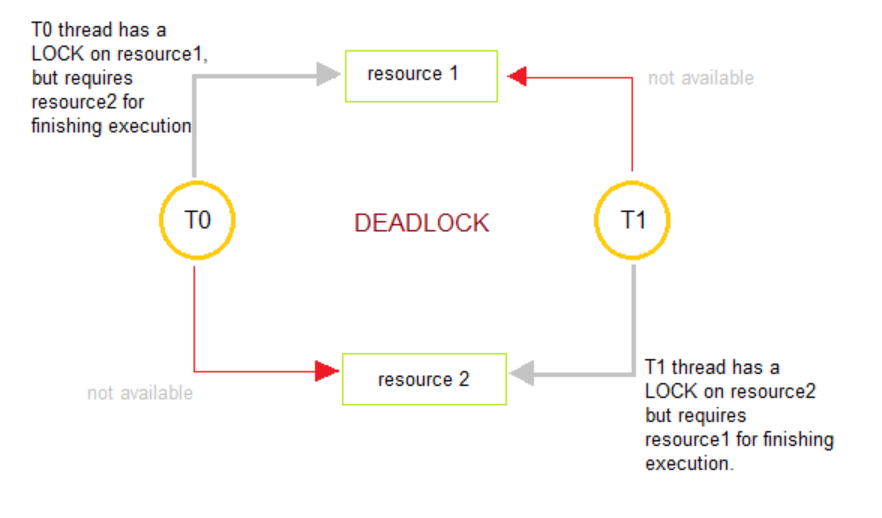 T0 thread has a
LOCK on resource1,
but requires
resource2 for
finishing execution
resource 1
not available
T0
DEADLOCK
T1
not available
resource 2
T1 thread has a
LOCK on resource2
but requires
resource1 for finishing
execution.